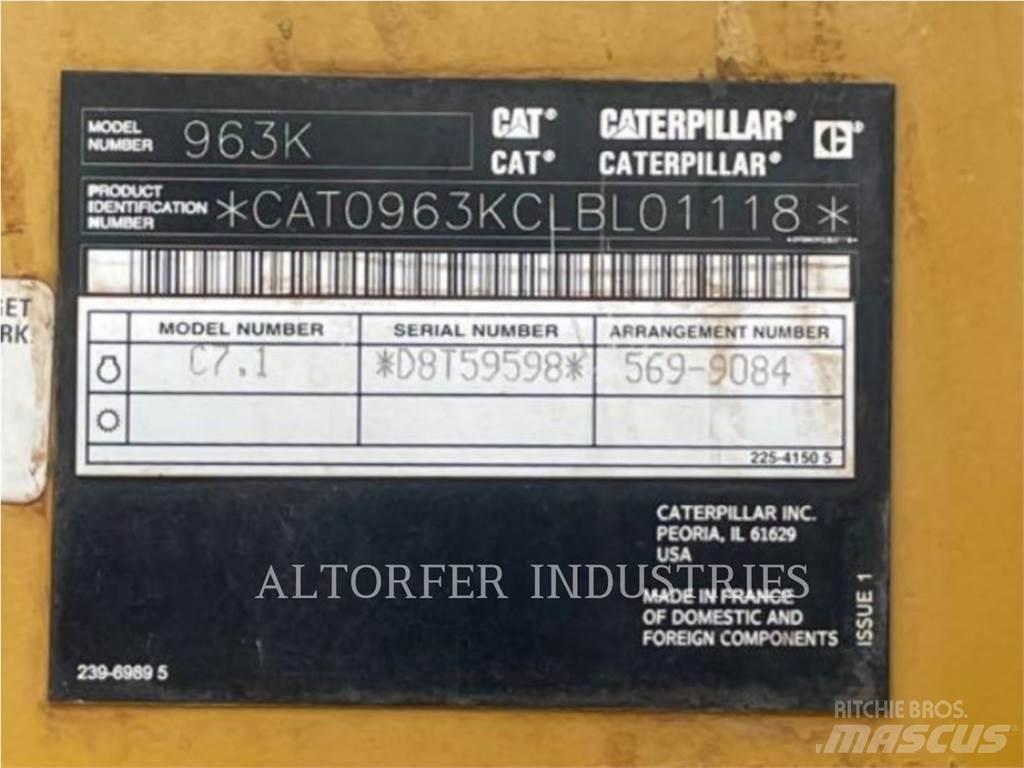 MODEL NUMBER 963K
CAT® CATERPILLAR®
CAT® CATERPILLAR®
PRODUCT IDENTIFICATION NUMBER *CAT0963KCLBL01118*
MODEL NUMBER SERIAL NUMBER ARRANGEMENT NUMBER
C7.1 *D8T59598* 569-9084
225-4150 5
CATERPILLAR INC.
PEORIA, IL 61629
USA
ALTORFER INDUSTRIES
MADE IN FRANCE
OF DOMESTIC AND
FOREIGN COMPONENTS
ISSUE 1
239-6989 5
RITCHIE BROS.
MASCUS